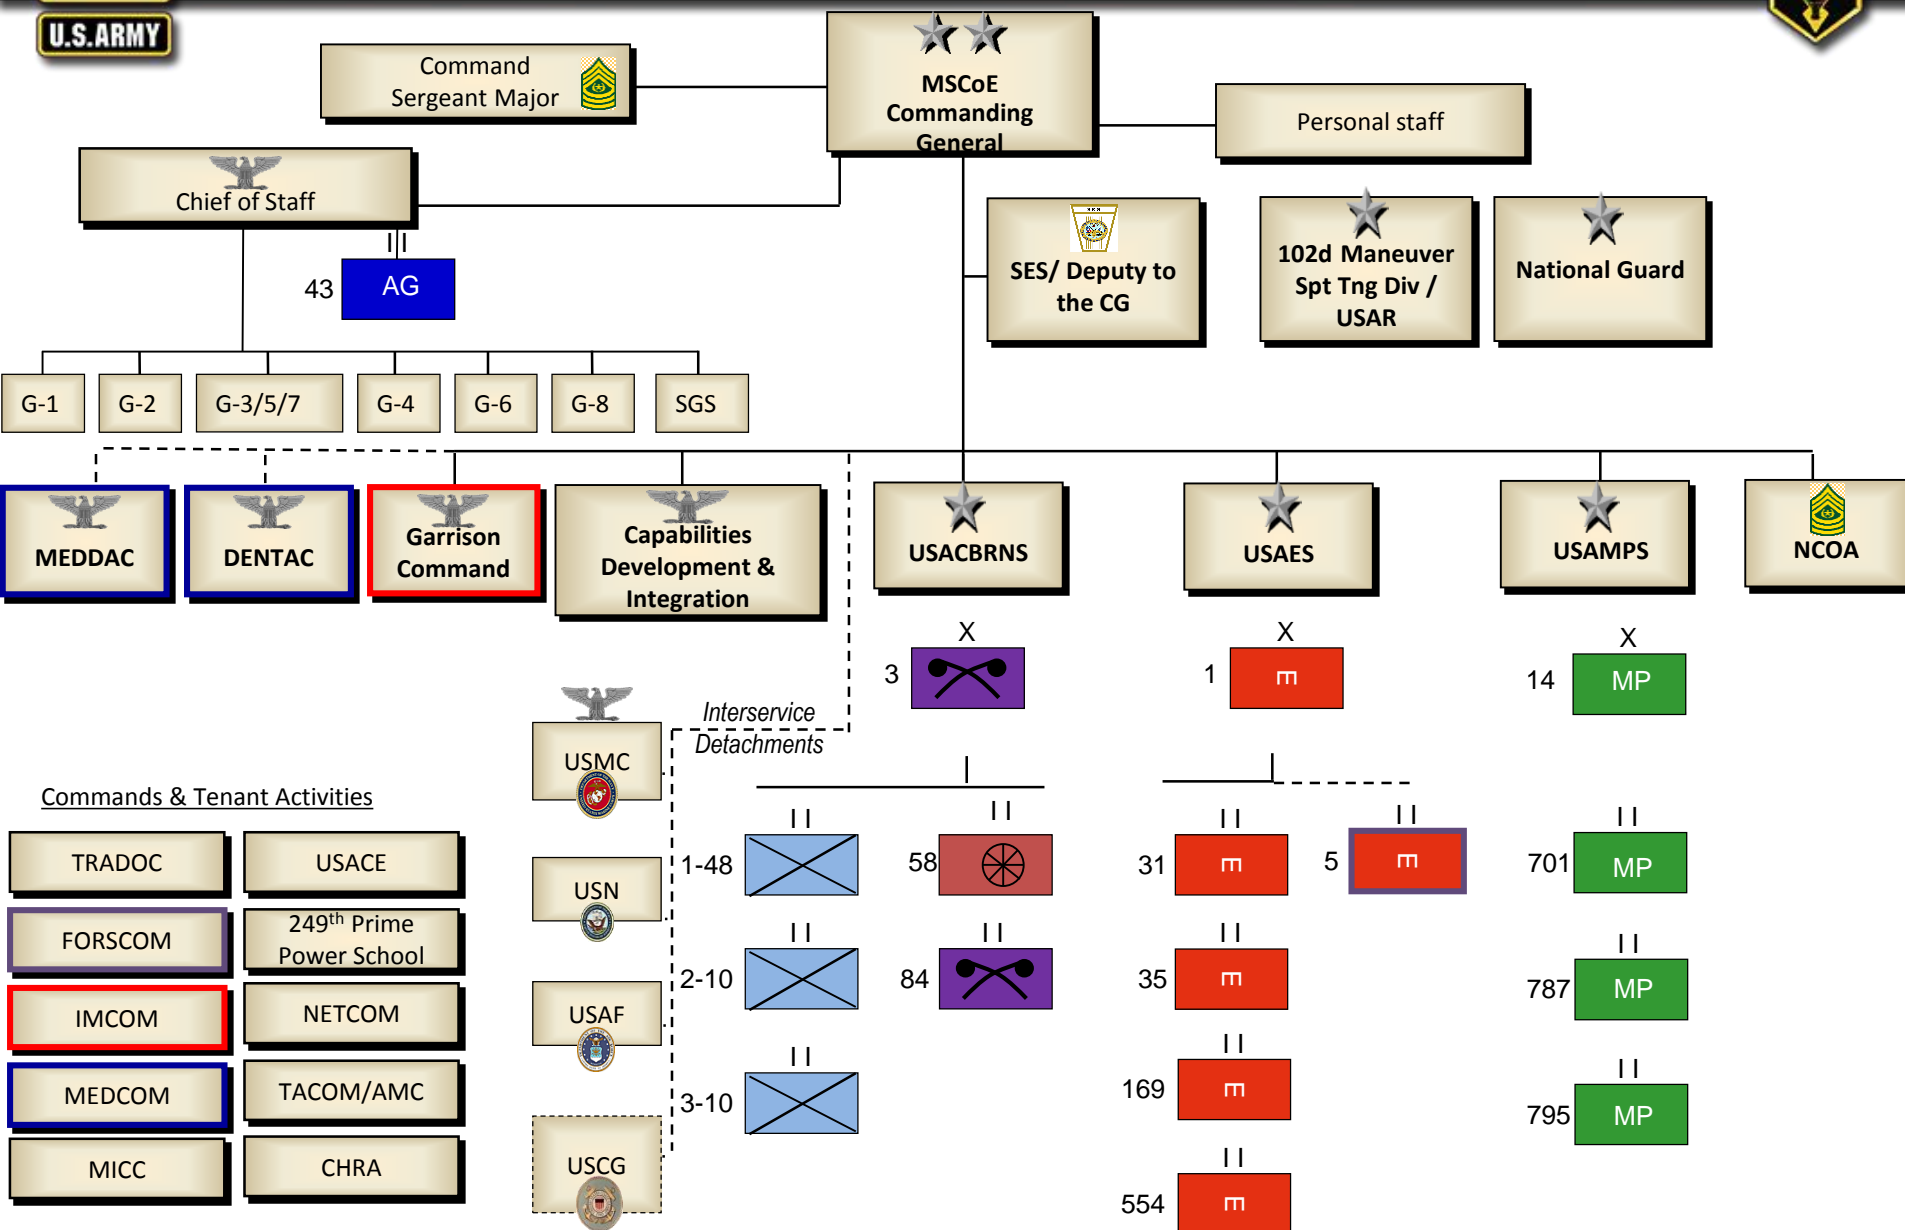 U.S.ARMY
Command
Sergeant Major
MSCoE
Commanding
General
Personal staff
Chief of Staff
43
AG
SES/ Deputy to
the CG
102d Maneuver
Spt Tng Div /
USAR
National Guard
G-1
G-2
G-3/5/7
G-4
G-6
G-8
SGS
MEDDAC
DENTAC
Garrison
Command
Capabilities
Development &
Integration
USACBRNS
USAES
USAMPS
NCOA
X
3
X
1
E
X
14
MP
Interservice
Detachments
USMC
USN
USAF
USCG
I I
1-48
I I
2-10
I I
3-10
I I
58
I I
84
I I
31
E
I I
5
E
I I
35
E
I I
169
E
I I
554
E
I I
701
MP
I I
787
MP
I I
795
MP
Commands & Tenant Activities
TRADOC
USACE
FORSCOM
249th Prime
Power School
IMCOM
NETCOM
MEDCOM
TACOM/AMC
MICC
CHRA